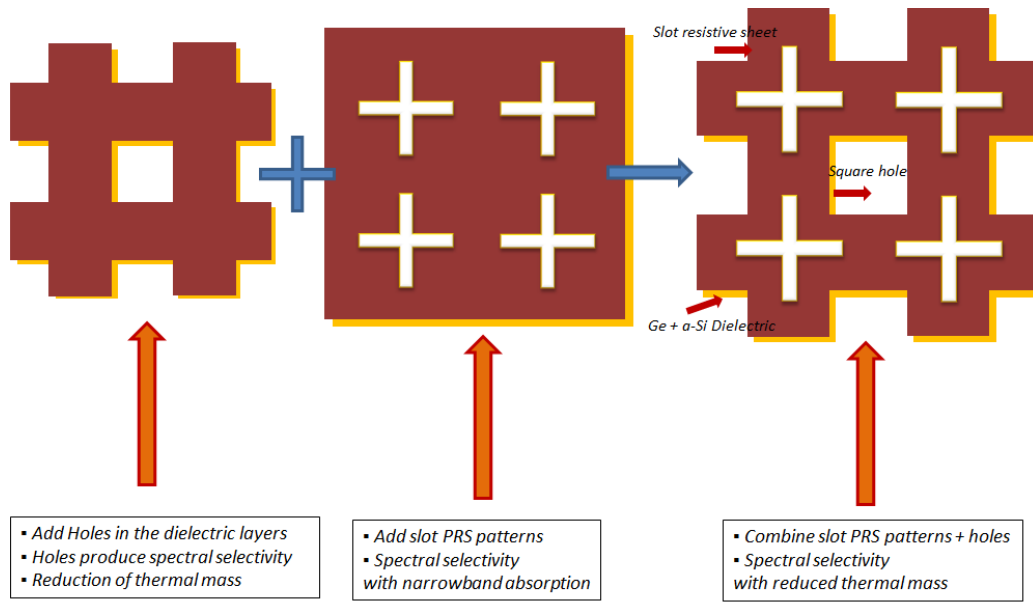 Slot resistive sheet
Square hole
Ge + a-Si Dielectric
▪ Add Holes in the dielectric layers
▪ Holes produce spectral selectivity
▪ Reduction of thermal mass
▪ Add slot PRS patterns
▪ Spectral selectivity
with narrowband absorption
▪ Combine slot PRS patterns + holes
▪ Spectral selectivity
with reduced thermal mass